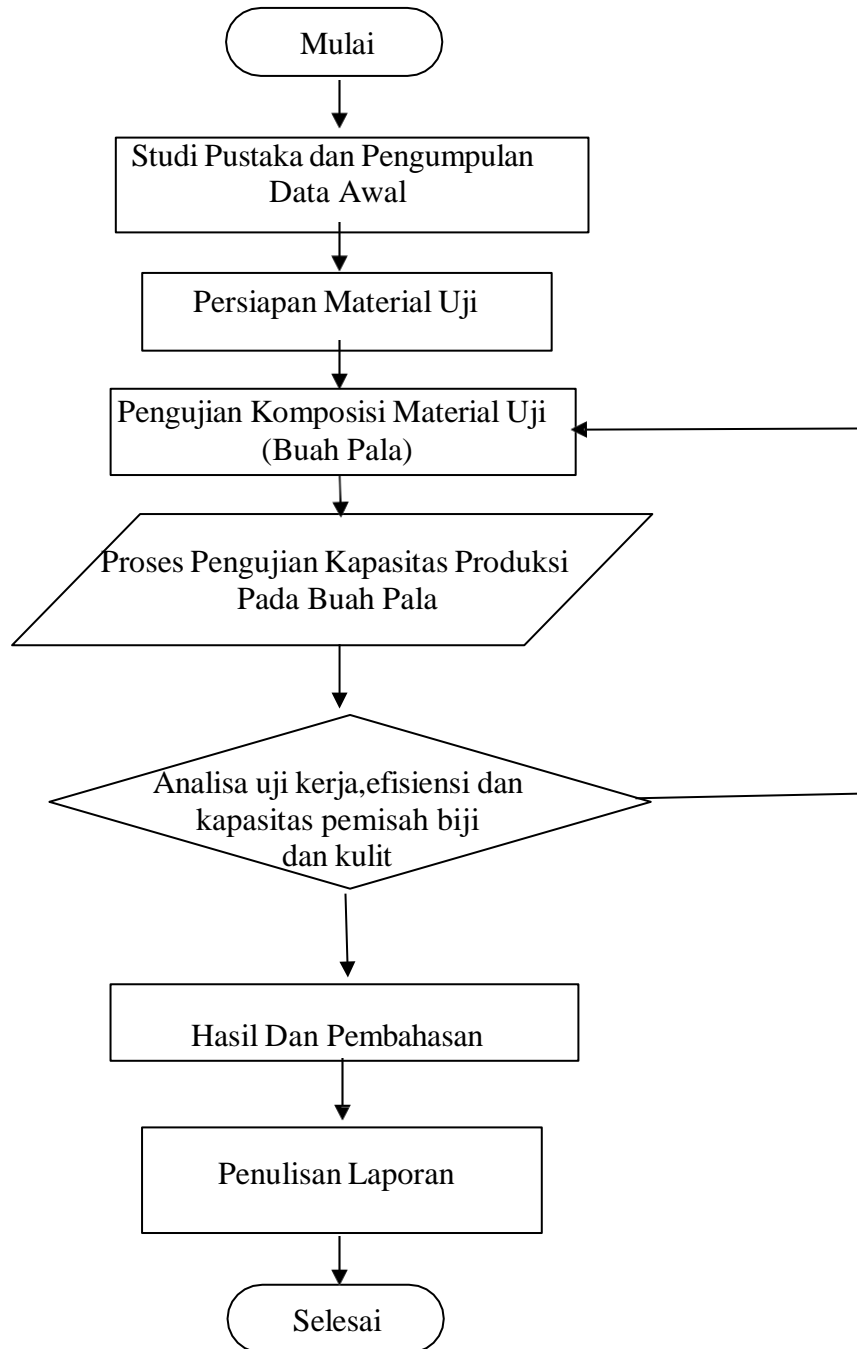 Mulai
Studi Pustaka dan Pengumpulan
Data Awal
Persiapan Material Uji
Pengujian Komposisi Material Uji
(Buah Pala)
Proses Pengujian Kapasitas Produksi
Pada Buah Pala
Analisa uji kerja,efisiensi dan
kapasitas pemisah biji
dan kulit
Hasil Dan Pembahasan
Penulisan Laporan
Selesai